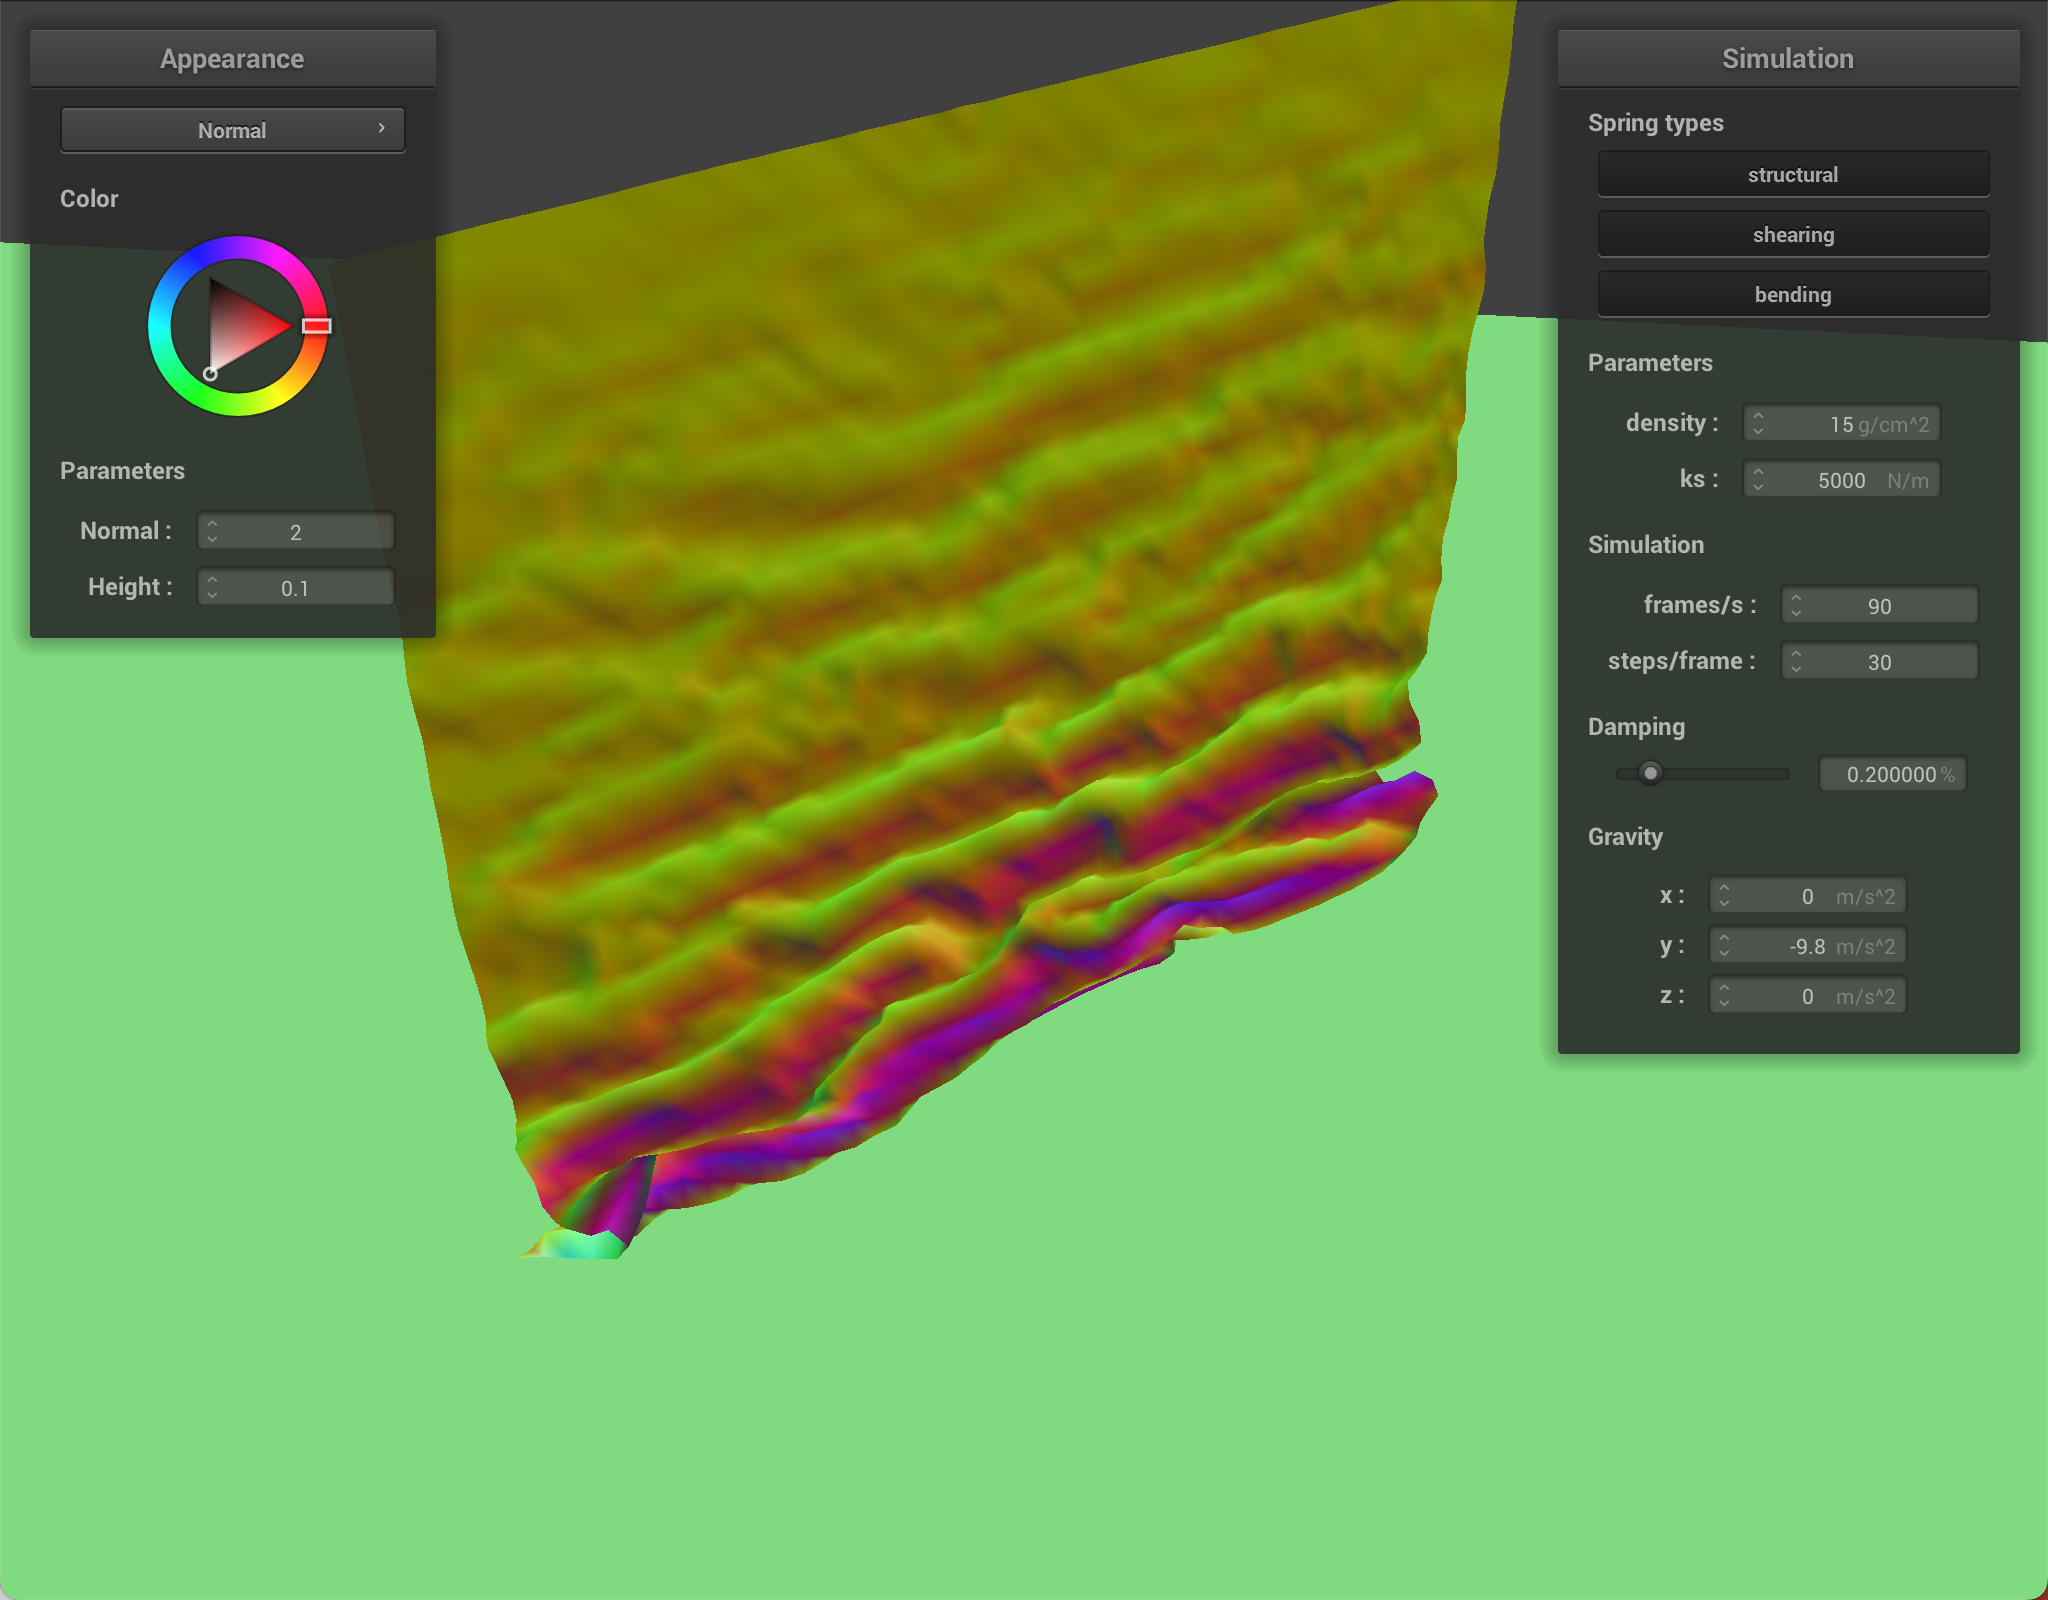 Appearance
Normal
Color
Parameters
Normal : 2
Height : 0.1
Simulation
Spring types
structural
shearing
bending
Parameters
density : 15 g/cm^2
ks : 5000 N/m
Simulation
frames/s : 90
steps/frame : 30
Damping
0.200000 %
Gravity
x : 0 m/s^2
y : -9.8 m/s^2
z : 0 m/s^2